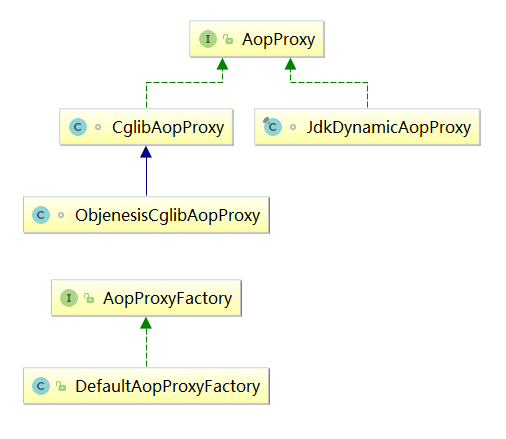 I AopProxy
C CglibAopProxy
C JdkDynamicAopProxy
C ObjenesisCglibAopProxy
I AopProxyFactory
C DefaultAopProxyFactory